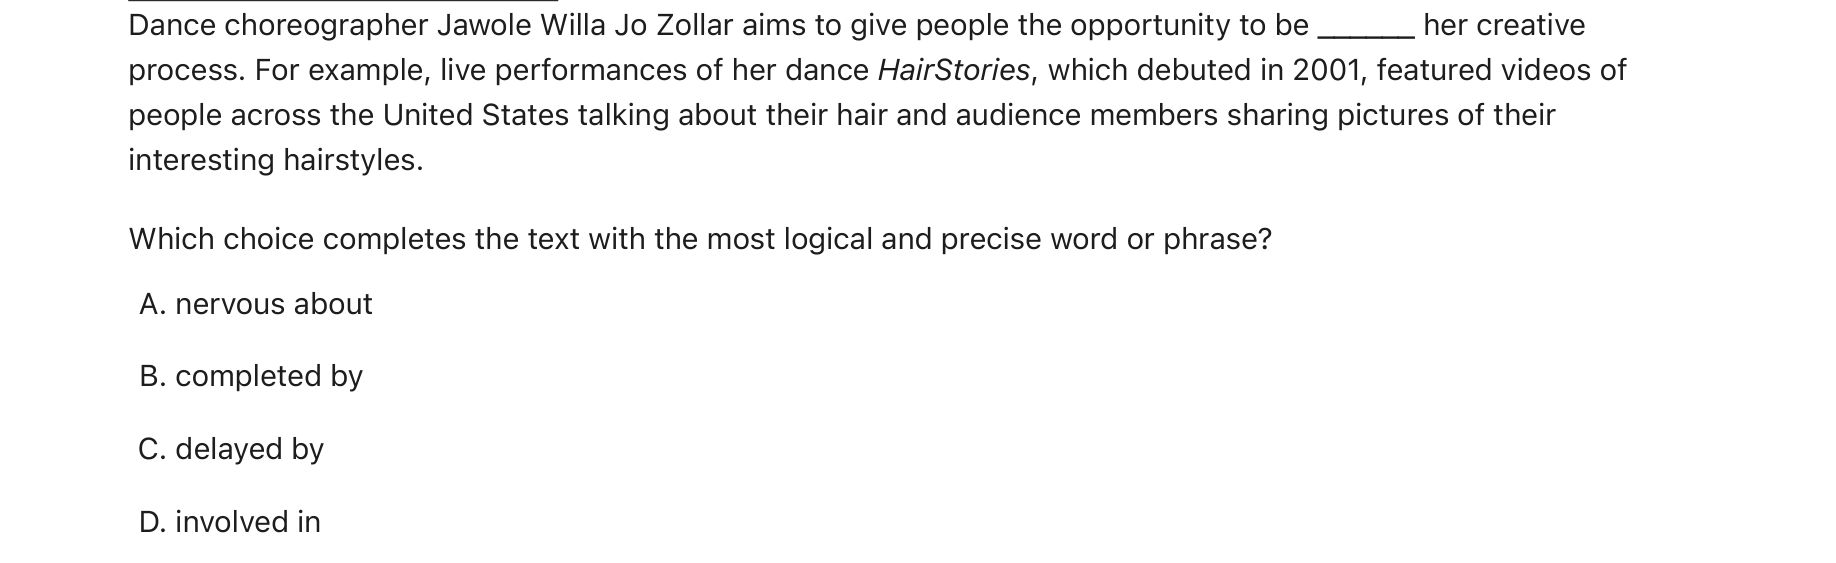 Dance choreographer Jawole Willa Jo Zollar aims to give people the opportunity to be ______ her creative
process. For example, live performances of her dance HairStories, which debuted in 2001, featured videos of
people across the United States talking about their hair and audience members sharing pictures of their
interesting hairstyles.
Which choice completes the text with the most logical and precise word or phrase?
A. nervous about
B. completed by
C. delayed by
D. involved in